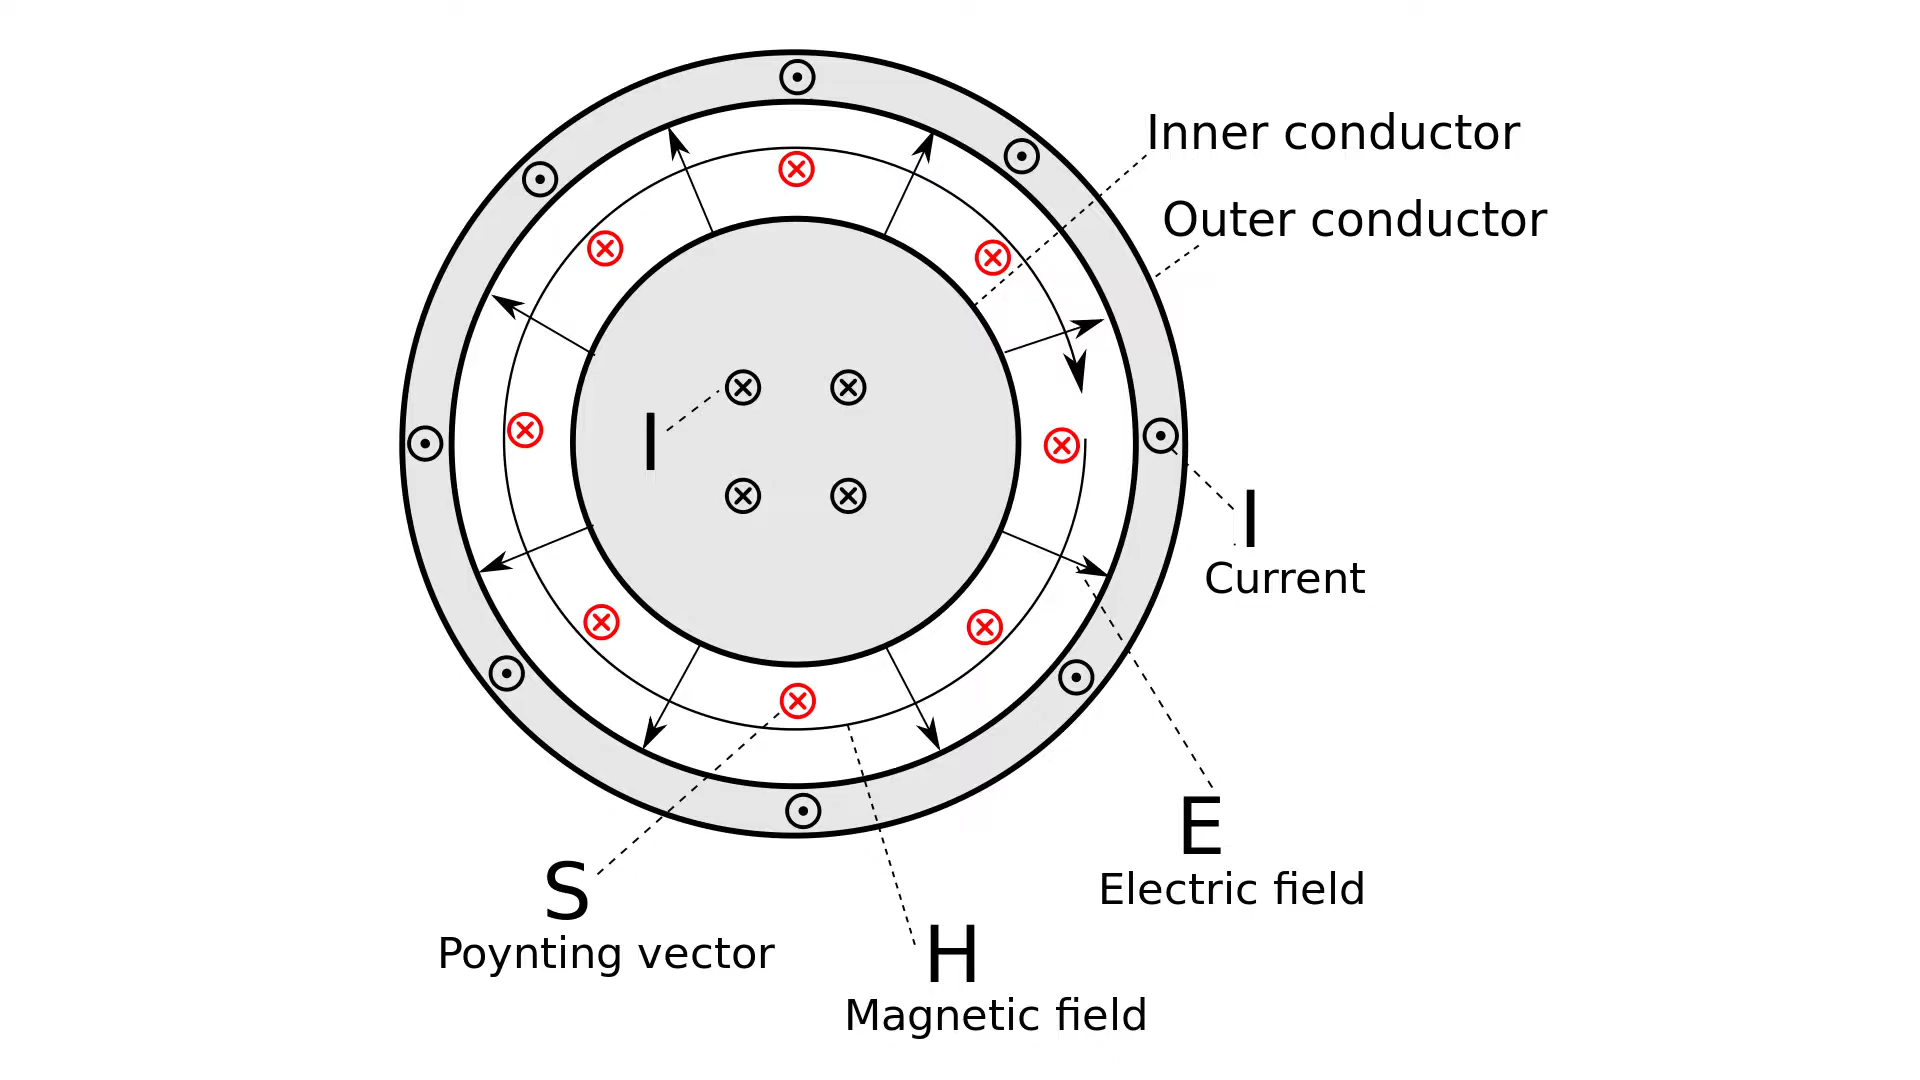 Inner conductor
Outer conductor
I
I
Current
E
Electric field
S
Poynting vector
H
Magnetic field